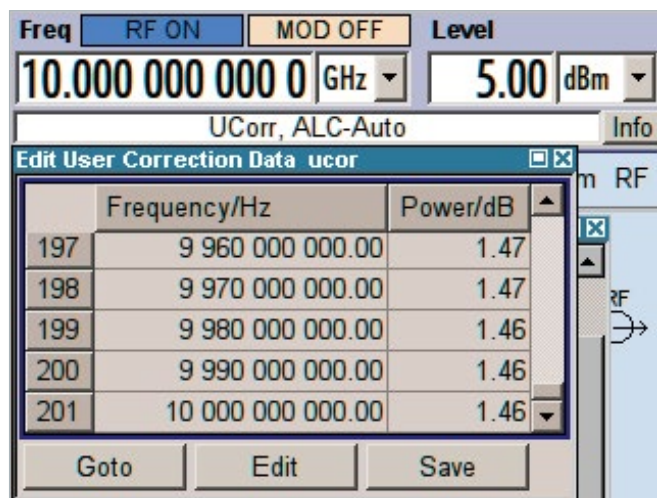 Freq RF ON MOD OFF Level
10.000 000 000 0 GHz 5.00 dBm
UCorr, ALC-Auto Info
Edit User Correction Data ucor
m RF
Frequency/Hz Power/dB
197 9 960 000 000.00 1.47
198 9 970 000 000.00 1.47
RF
199 9 980 000 000.00 1.46
200 9 990 000 000.00 1.46
201 10 000 000 000.00 1.46
Goto Edit Save